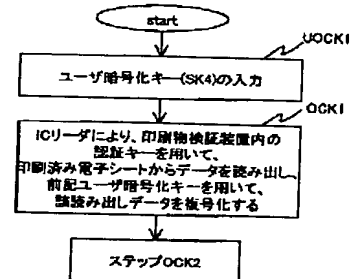 start
UOCK1
ユーザ暗号化キー(SK4)の入力
OCK1
ICリーダにより、印刷物検証装置内の
認証キーを用いて、
印刷済み電子シートからデータを読み出し、
前記ユーザ暗号化キーを用いて、
該読み出しデータを復号化する
ステップOCK2